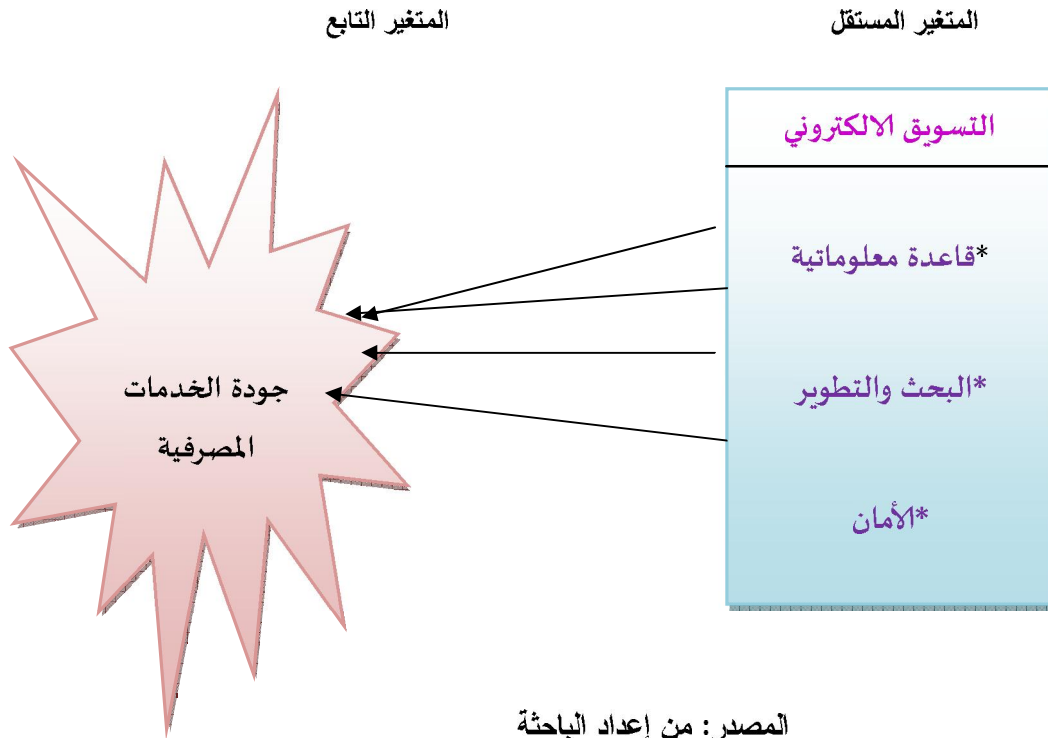 المتغير المستقل
المتغير التابع
التسويق الالكتروني
*قاعدة معلوماتية
*البحث والتطوير
*الأمان
جودة الخدمات
المصرفية
المصدر: من إعداد الباحثة